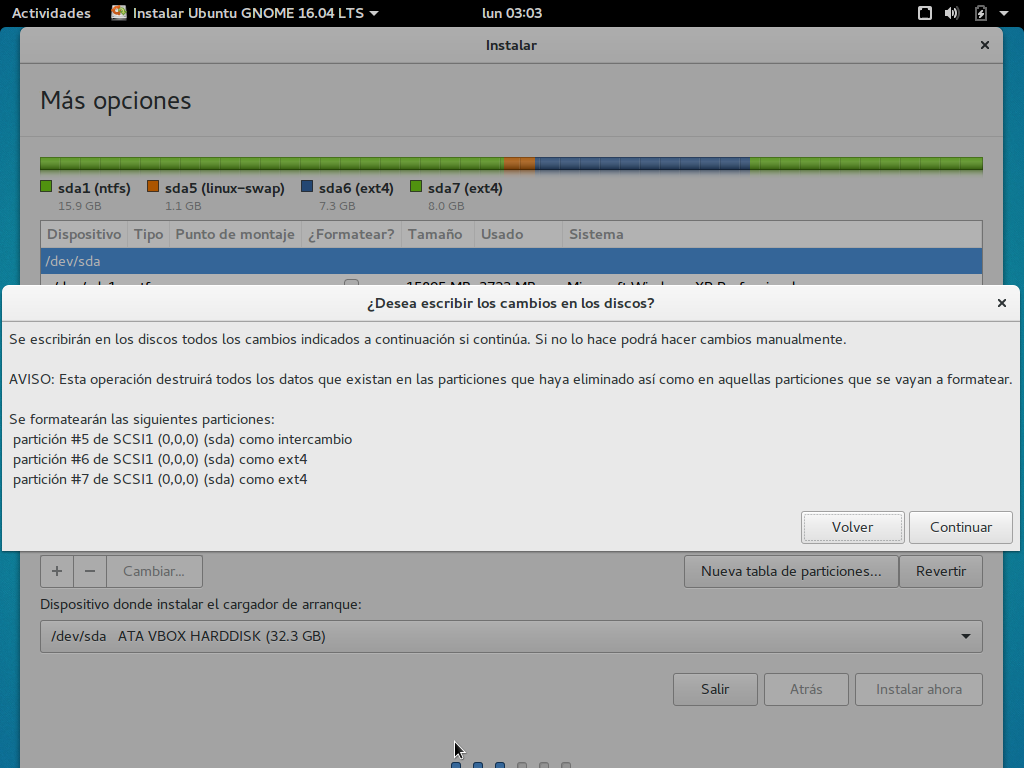 Actividades Instalar Ubuntu GNOME 16.04 LTS lun 03:03
Instalar
Más opciones
sda1 (ntfs) sda5 (linux-swap) sda6 (ext4) sda7 (ext4)
15.9 GB 1.1 GB 7.3 GB 8.0 GB
Dispositivo Tipo Punto de montaje ¿Formatear? Tamaño Usado Sistema
/dev/sda
¿Desea escribir los cambios en los discos?
Se escribirán en los discos todos los cambios indicados a continuación si continúa. Si no lo hace podrá hacer cambios manualmente.
AVISO: Esta operación destruirá todos los datos que existan en las particiones que haya eliminado así como en aquellas particiones que se vayan a formatear.
Se formatearán las siguientes particiones:
partición #5 de SCSI1 (0,0,0) (sda) como intercambio
partición #6 de SCSI1 (0,0,0) (sda) como ext4
partición #7 de SCSI1 (0,0,0) (sda) como ext4
Volver Continuar
+ − Cambiar... Nueva tabla de particiones... Revertir
Dispositivo donde instalar el cargador de arranque:
/dev/sda ATA VBOX HARDDISK (32.3 GB)
Salir Atrás Instalar ahora